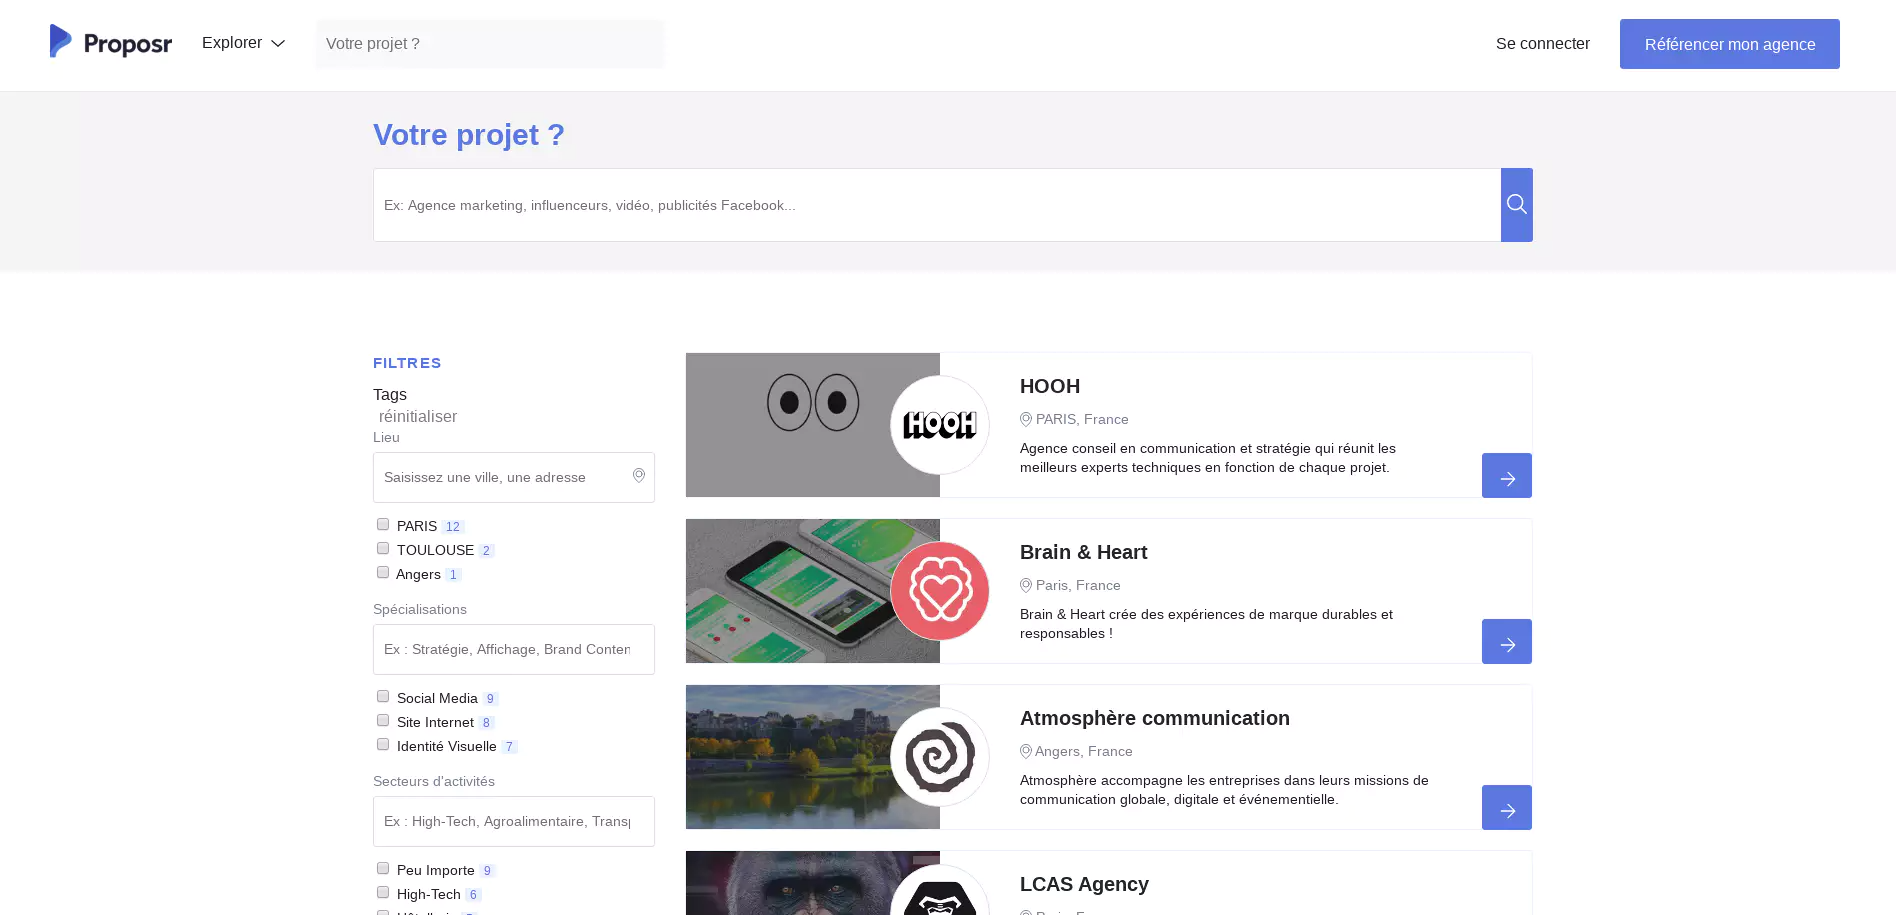 Proposr
Explorer
Votre projet ?
Se connecter
Référencer mon agence
Votre projet ?
Ex: Agence marketing, influenceurs, vidéo, publicités Facebook...
FILTRES
Tags
réinitialiser
Lieu
Saisissez une ville, une adresse
PARIS 12
TOULOUSE 2
Angers 1
Spécialisations
Ex : Stratégie, Affichage, Brand Conten
Social Media 9
Site Internet 8
Identité Visuelle 7
Secteurs d'activités
Ex : High-Tech, Agroalimentaire, Transp
Peu Importe 9
High-Tech 6
HOOH
HOOH
PARIS, France
Agence conseil en communication et stratégie qui réunit les
meilleurs experts techniques en fonction de chaque projet.
Brain & Heart
Paris, France
Brain & Heart crée des expériences de marque durables et
responsables !
Atmosphère communication
Angers, France
Atmosphère accompagne les entreprises dans leurs missions de
communication globale, digitale et événementielle.
LCAS Agency